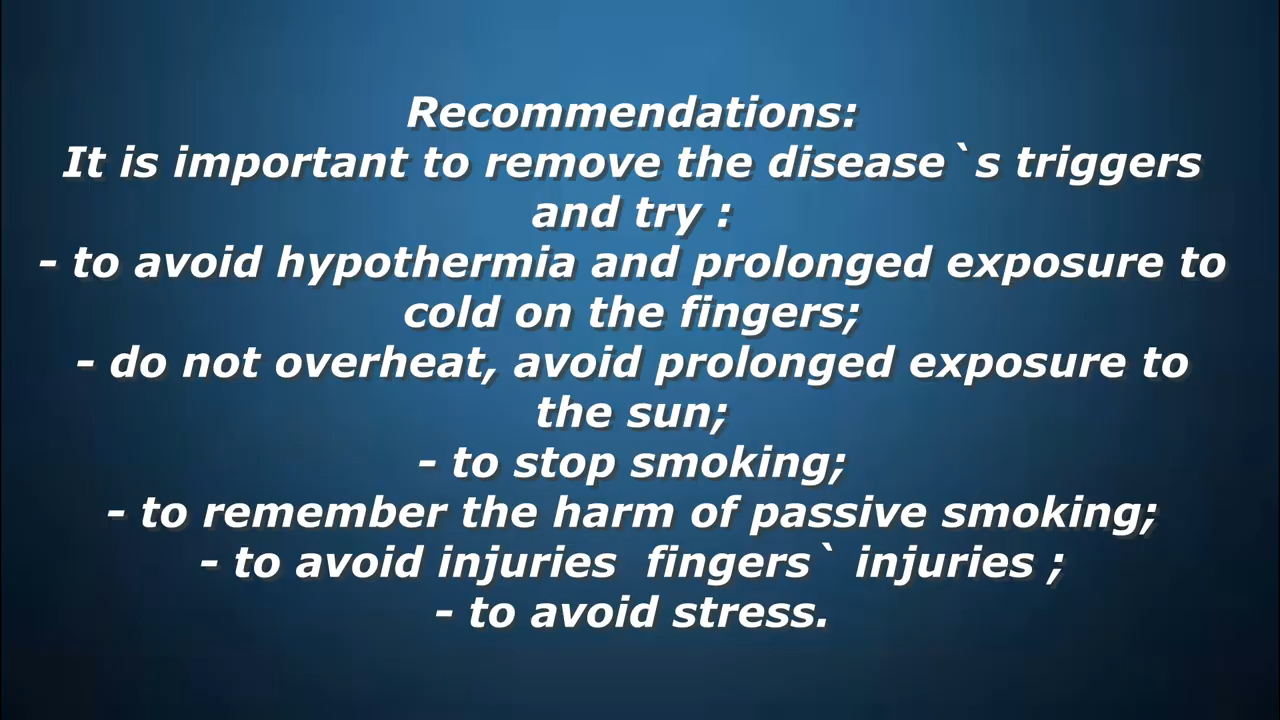 Recommendations:
It is important to remove the disease`s triggers
and try :
- to avoid hypothermia and prolonged exposure to
cold on the fingers;
- do not overheat, avoid prolonged exposure to
the sun;
- to stop smoking;
- to remember the harm of passive smoking;
- to avoid injuries  fingers` injuries ;
- to avoid stress.